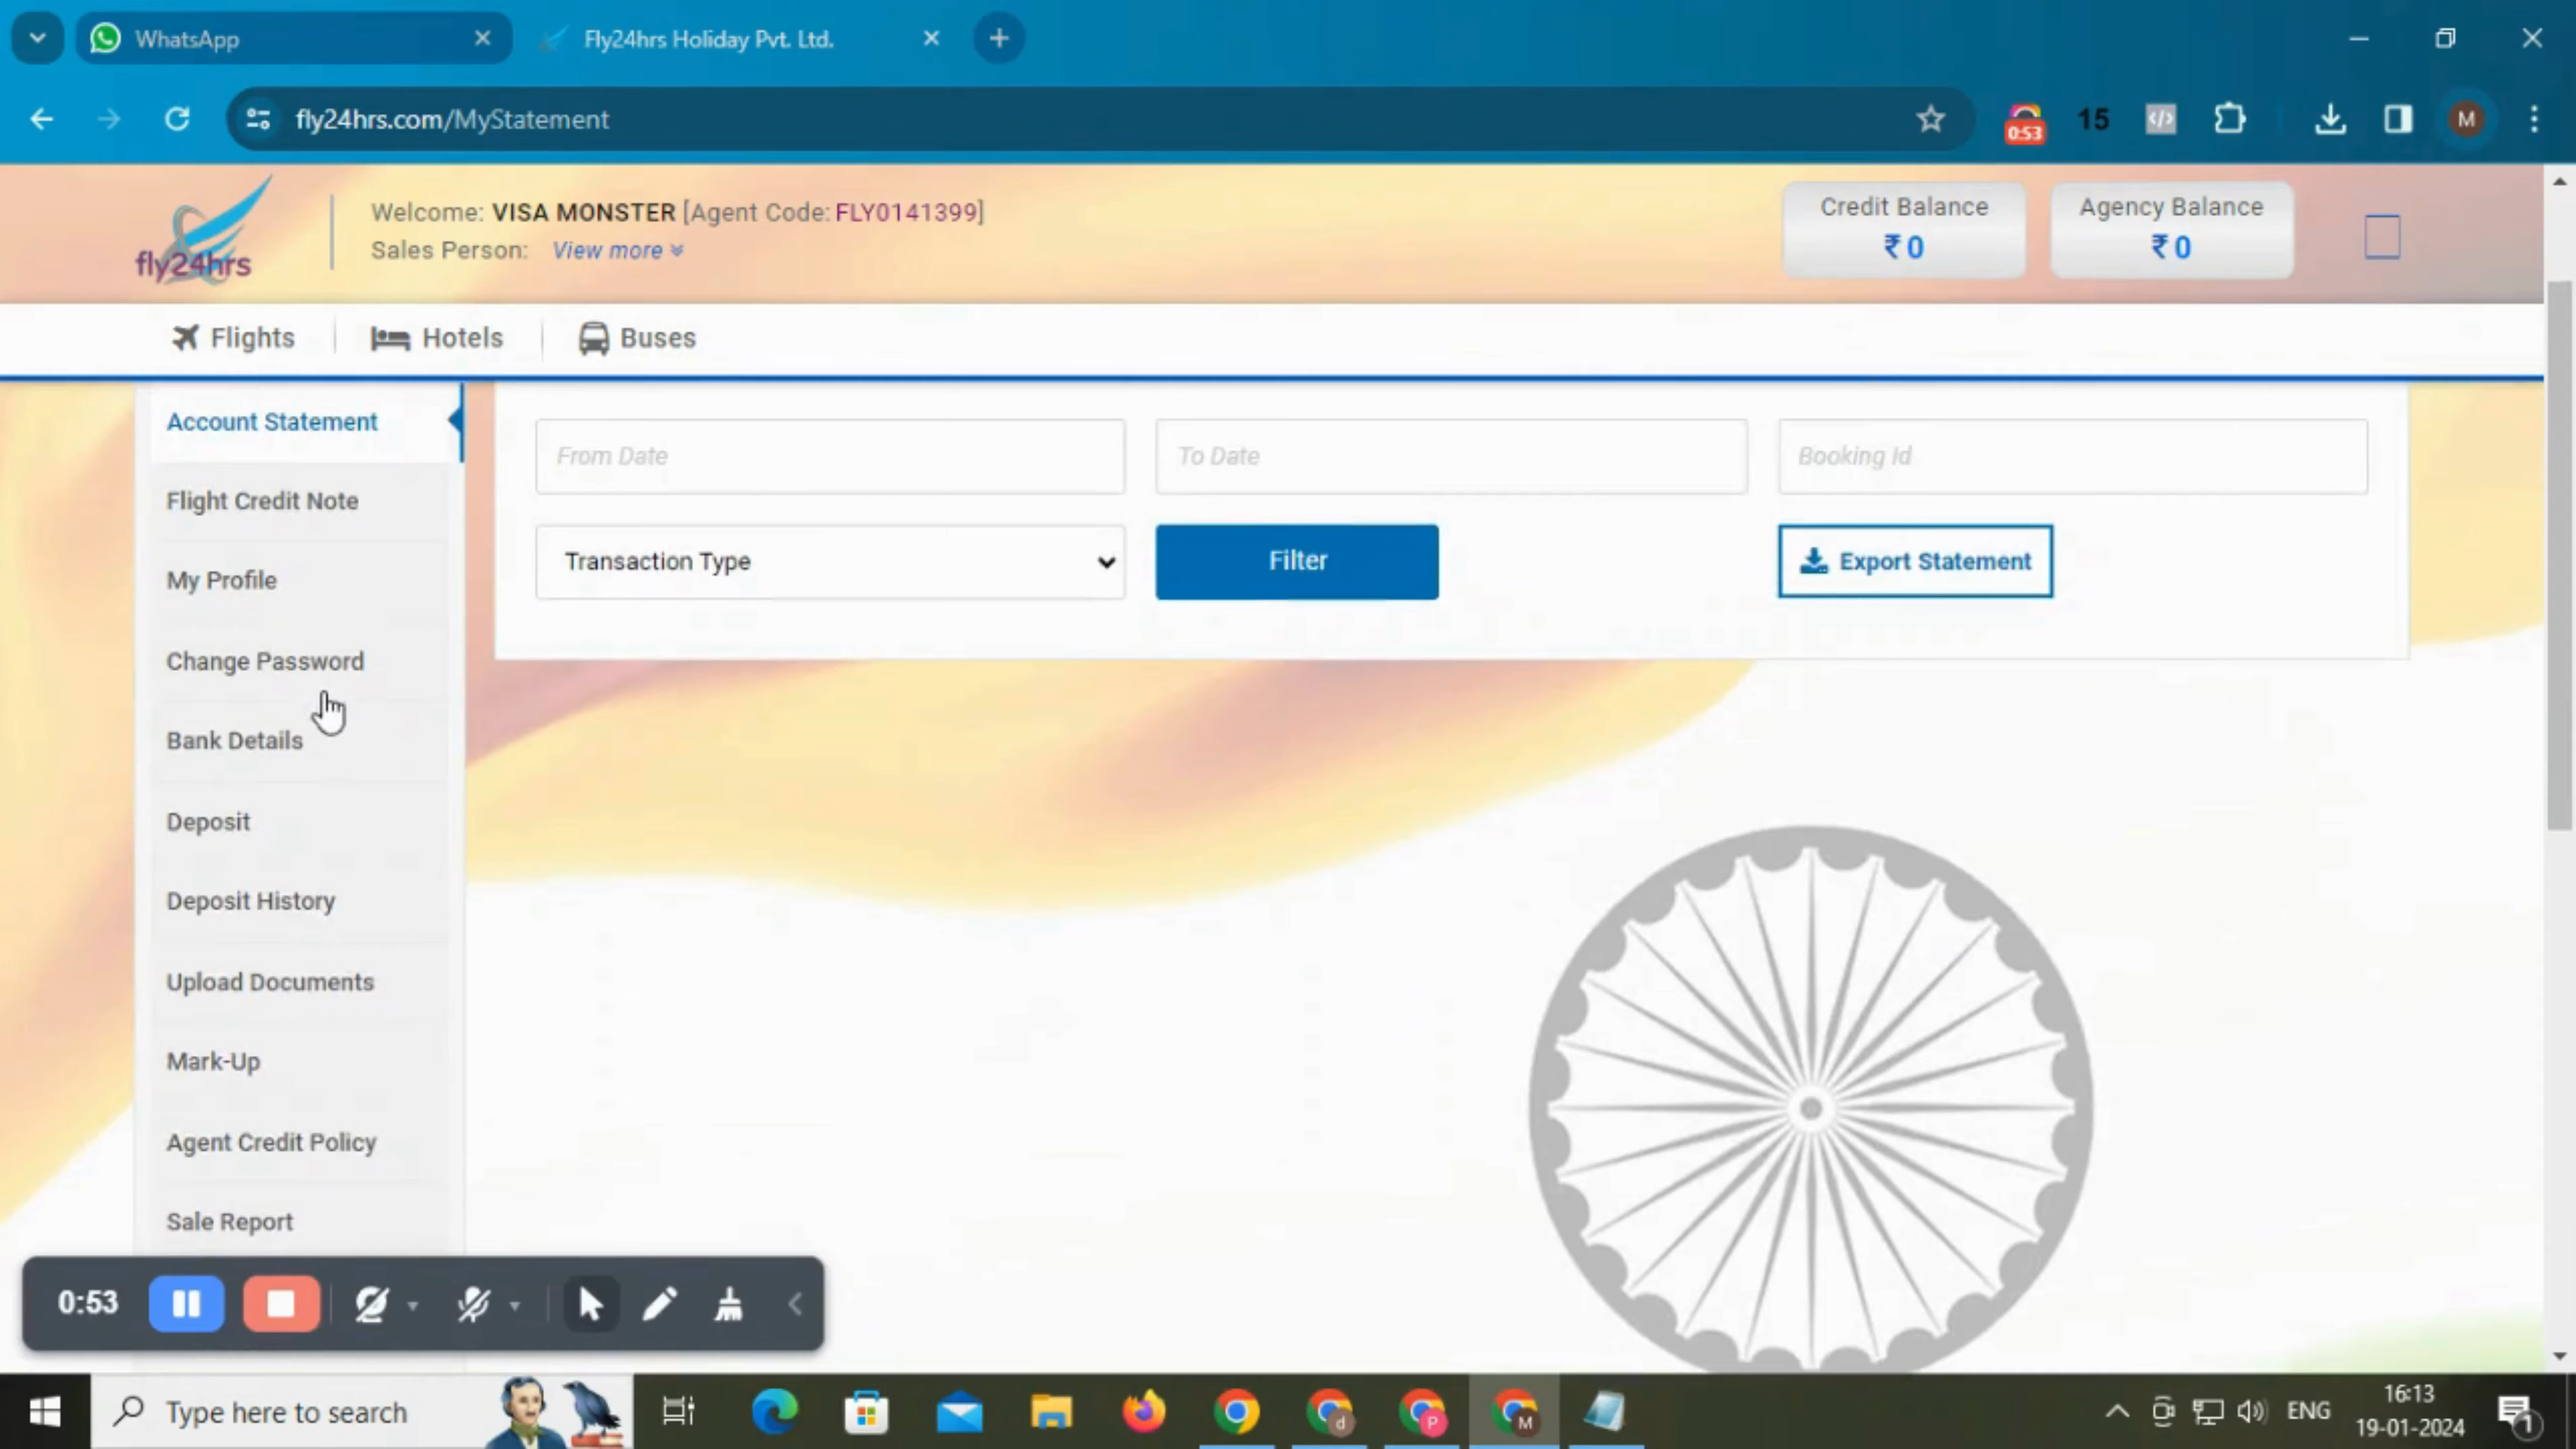 WhatsApp
Fly24hrs Holiday Pvt. Ltd.
fly24hrs.com/MyStatement
0:53
15
M
fly24hrs
Welcome: VISA MONSTER [Agent Code: FLY0141399]
Sales Person: View more
Credit Balance
₹ 0
Agency Balance
₹ 0
Flights
Hotels
Buses
Account Statement
Flight Credit Note
My Profile
Change Password
Bank Details
Deposit
Deposit History
Upload Documents
Mark-Up
Agent Credit Policy
Sale Report
From Date
To Date
Booking Id
Transaction Type
Filter
Export Statement
0:53
Type here to search
d
P
M
ENG
16:13
19-01-2024
1